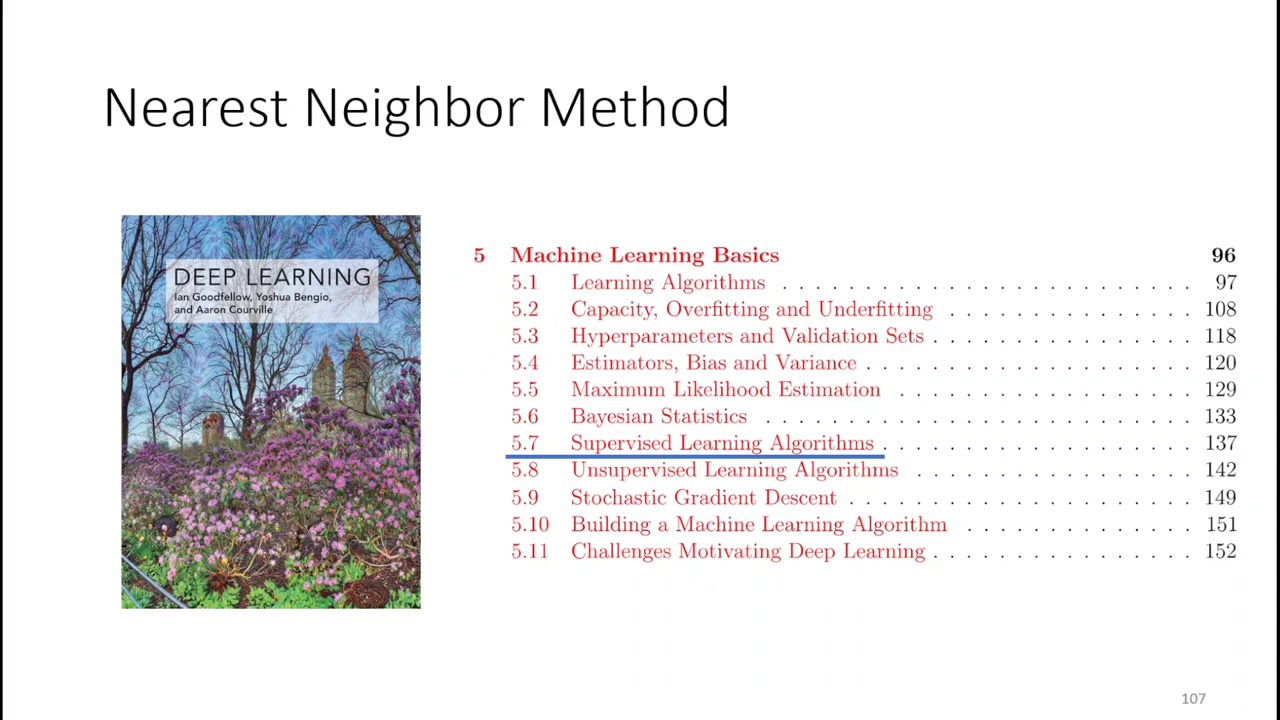 Nearest Neighbor Method
DEEP LEARNING
Ian Goodfellow, Yoshua Bengio,
and Aaron Courville
5 Machine Learning Basics 96
5.1 Learning Algorithms . . . . . . . . . . . . . . . . . . . . . . . . . 97
5.2 Capacity, Overfitting and Underfitting . . . . . . . . . . . . . . . 108
5.3 Hyperparameters and Validation Sets . . . . . . . . . . . . . . . . 118
5.4 Estimators, Bias and Variance . . . . . . . . . . . . . . . . . . . . 120
5.5 Maximum Likelihood Estimation . . . . . . . . . . . . . . . . . . 129
5.6 Bayesian Statistics . . . . . . . . . . . . . . . . . . . . . . . . . . 133
5.7 Supervised Learning Algorithms . . . . . . . . . . . . . . . . . . . 137
5.8 Unsupervised Learning Algorithms . . . . . . . . . . . . . . . . . 142
5.9 Stochastic Gradient Descent . . . . . . . . . . . . . . . . . . . . . 149
5.10 Building a Machine Learning Algorithm . . . . . . . . . . . . . . 151
5.11 Challenges Motivating Deep Learning . . . . . . . . . . . . . . . . 152
107